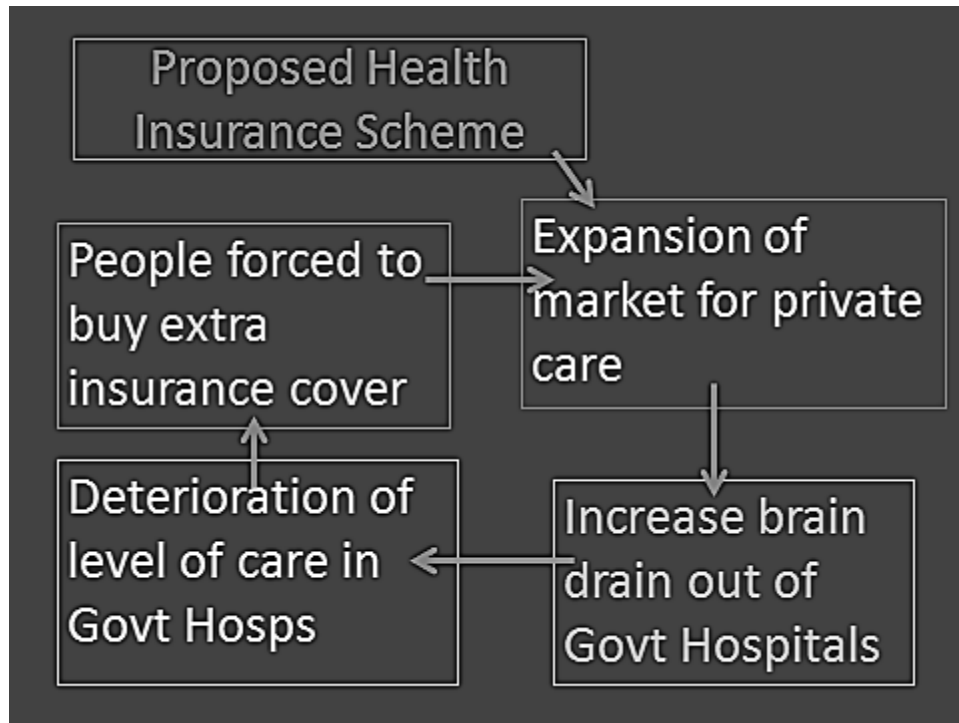 Proposed Health
Insurance Scheme
Expansion of
market for private
care
Increase brain
drain out of
Govt Hospitals
Deterioration of
level of care in
Govt Hosps
People forced to
buy extra
insurance cover